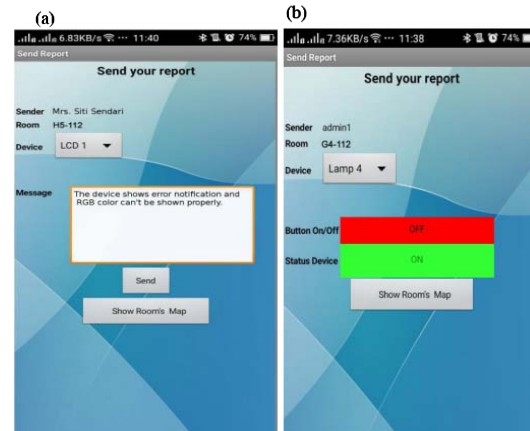 (a)
6.83KB/s ··· 11:40 74%
Send Report
Send your report
Sender Mrs. Siti Sendari
Room H5-112
Device LCD 1
Message The device shows error notification and
RGB color can't be shown properly.
Send
Show Room's Map
(b)
7.36K/s ··· 11:38 74%
Send Report
Send your report
Sender admin1
Room G4-112
Device Lamp 4
Button On/Off OFF
Status Device ON
Show Room's Map